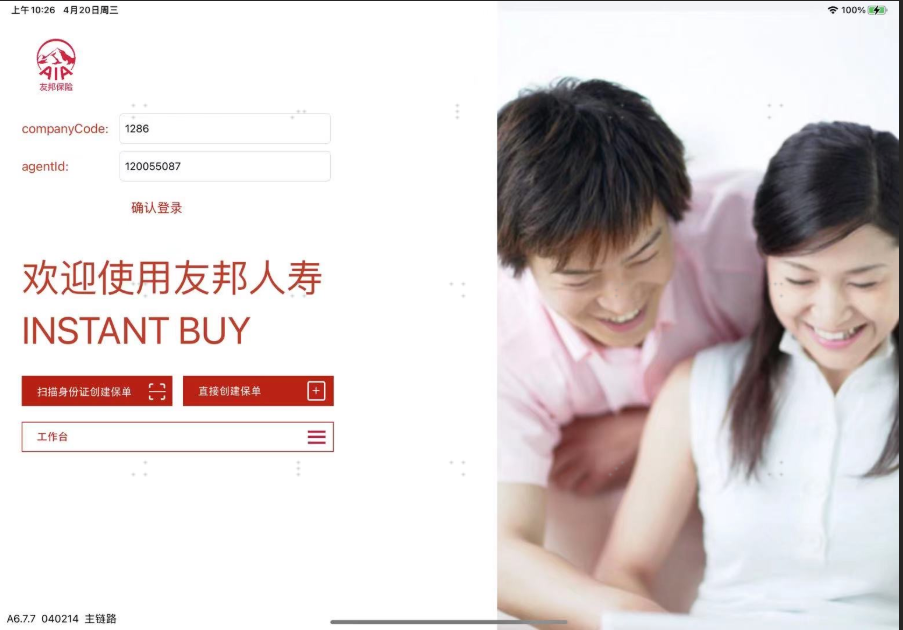 上午10:26 4月20日周三
100%
AIA
友邦保险
companyCode: 1286
agentId: 120055087
确认登录
欢迎使用友邦人寿
INSTANT BUY
扫描身份证创建保单
直接创建保单
工作台
A6.7.7 040214 主链路